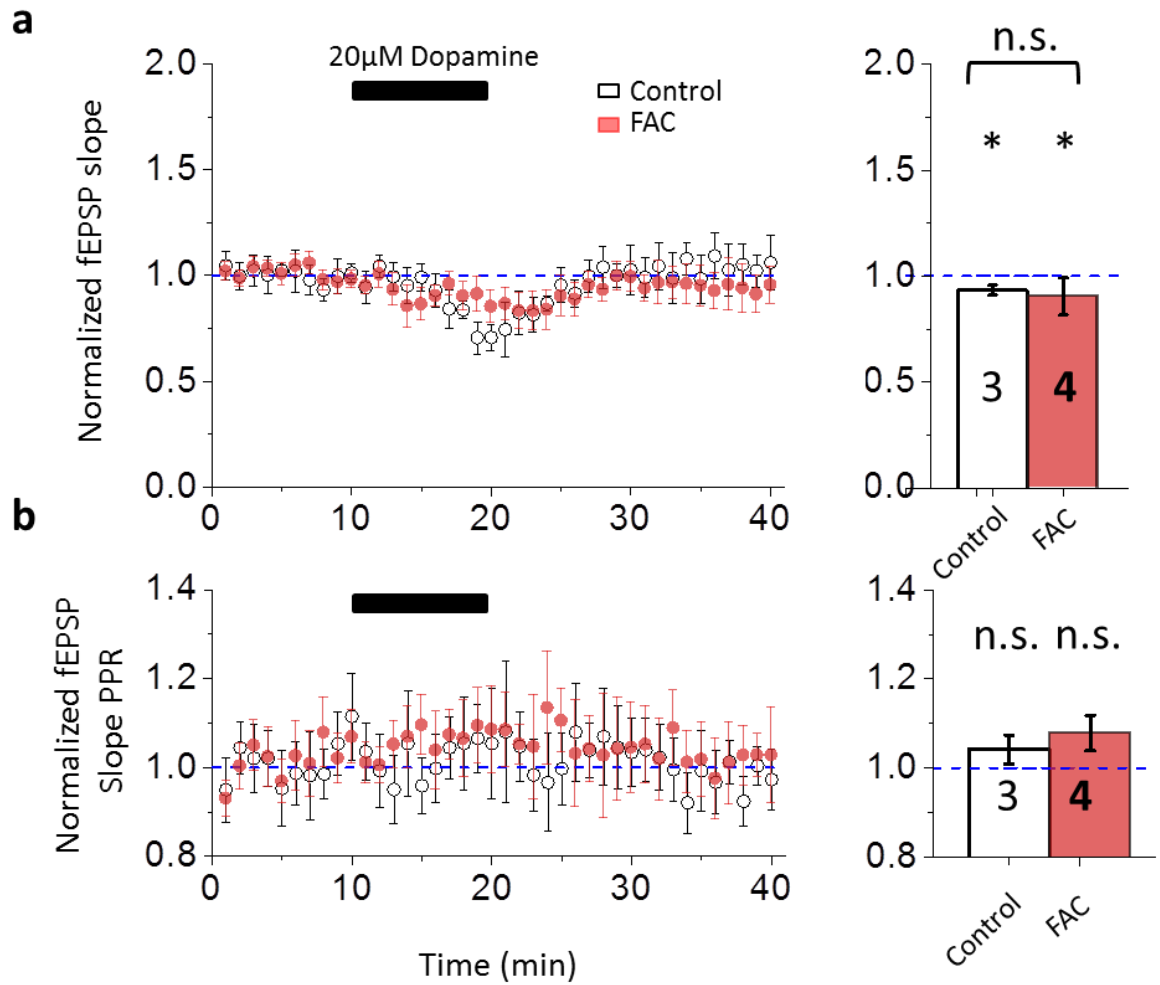 a
20μM Dopamine
Control
FAC
Normalized fEPSP slope
2.0
1.5
1.0
0.5
0.0
0
10
20
30
40
n.s.
*
*
2.0
1.5
1.0
0.5
0.0
3
4
Control
FAC
b
Normalized fEPSP
Slope PPR
1.4
1.2
1.0
0.8
0
10
20
30
40
Time (min)
n.s.
n.s.
1.4
1.2
1.0
0.8
3
4
Control
FAC